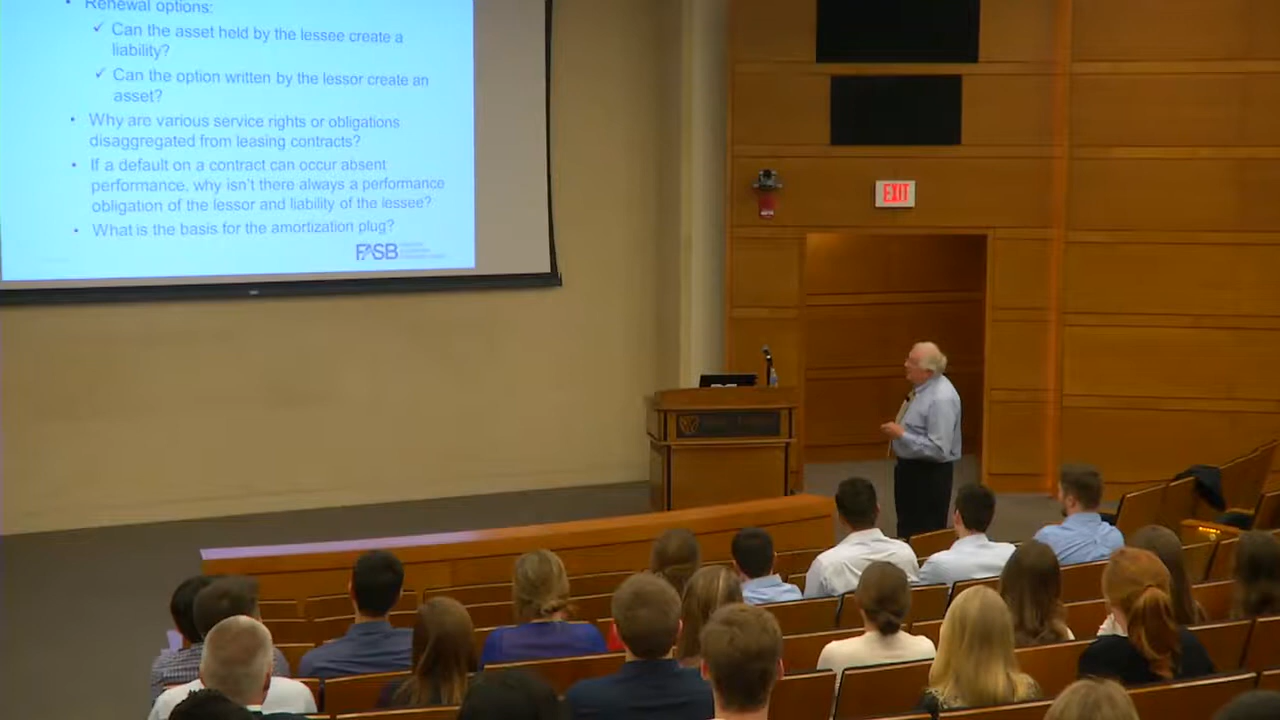 • Renewal options:
✓ Can the asset held by the lessee create a
liability?
✓ Can the option written by the lessor create an
asset?
• Why are various service rights or obligations
disaggregated from leasing contracts?
• If a default on a contract can occur absent
performance, why isn't there always a performance
obligation of the lessor and liability of the lessee?
• What is the basis for the amortization plug?
FASB
EXIT